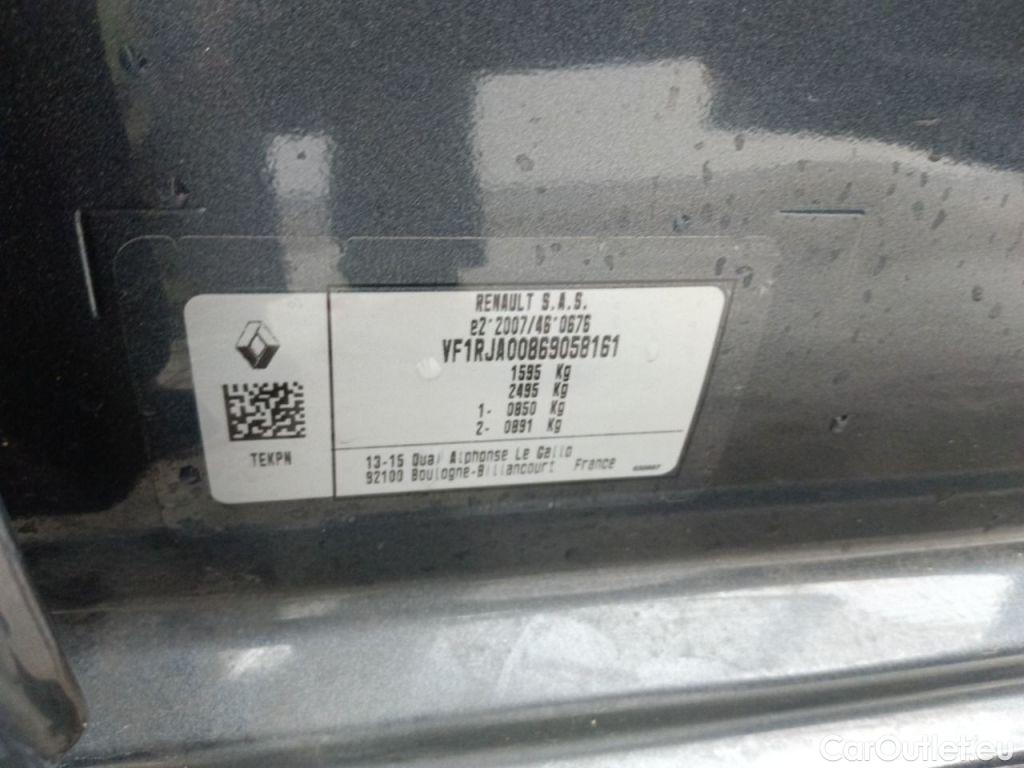 RENAULT S.A.S.
e2*2007/46*0676
VF1RJA00869058161
1595 Kg
2495 Kg
1- 0850 Kg
2- 0891 Kg
TEKPN
13-15 Quai Alphonse Le Gallo
92100 Boulogne-Billancourt France
CarOutlet.eu